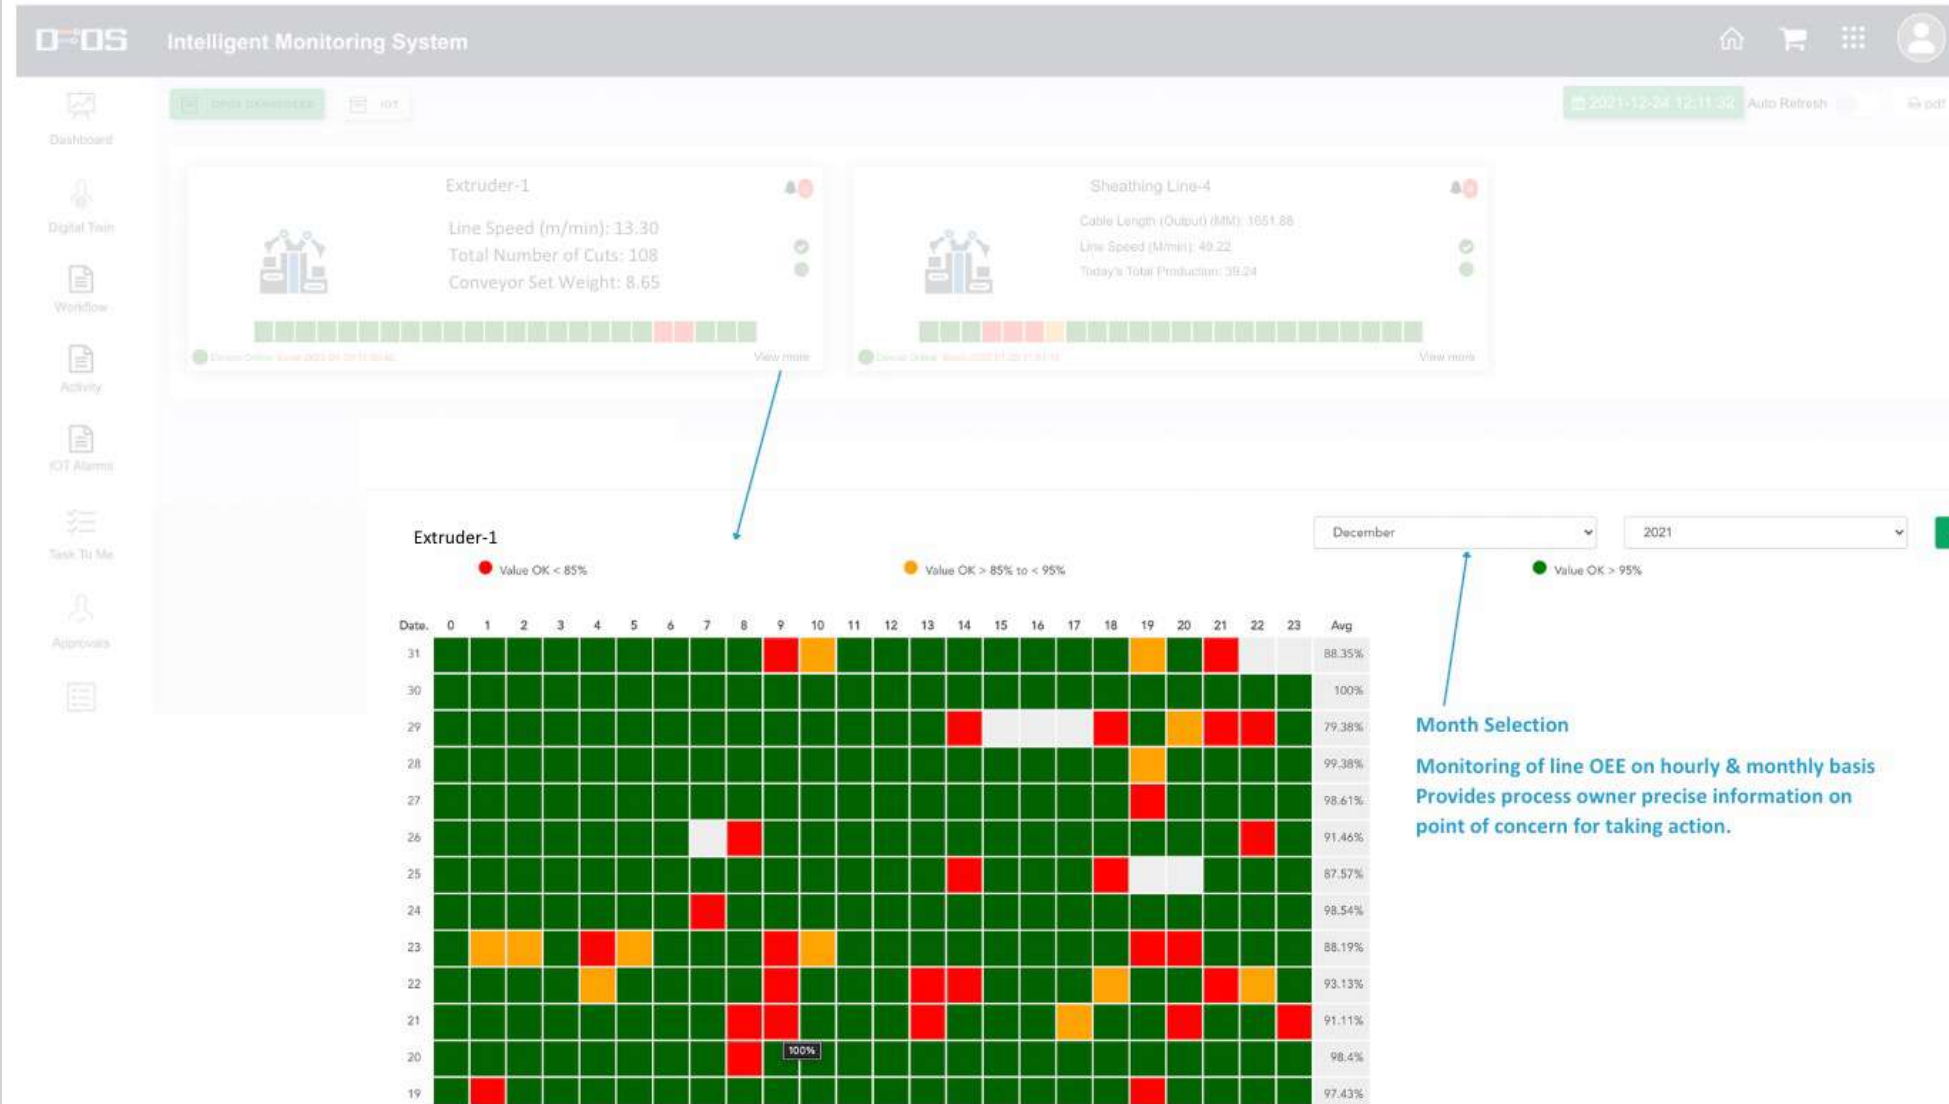 Intelligent Monitoring System
IOT
2021-12-24 12:11:32
Auto Refresh
pdf
Dashboard
Digital Twin
Workflow
Activity
IOT Alarms
Task To Me
Approvals
Extruder-1
Line Speed (m/min): 13.30
Total Number of Cuts: 108
Conveyor Set Weight: 8.65
View more
Sheathing Line-4
Cable Length (Output) (MM): 1651.88
Line Speed (M/min): 49.22
Today's Total Production: 39.24
View more
Extruder-1
December
2021
Value OK < 85%
Value OK > 85% to < 95%
Value OK > 95%
Date. 0 1 2 3 4 5 6 7 8 9 10 11 12 13 14 15 16 17 18 19 20 21 22 23 Avg
31 88.35%
30 100%
29 79.38%
28 99.38%
27 98.61%
26 91.46%
25 87.57%
24 98.54%
23 88.19%
22 93.13%
21 91.11%
100%
20 98.4%
19 97.43%
Month Selection
Monitoring of line OEE on hourly & monthly basis
Provides process owner precise information on
point of concern for taking action.